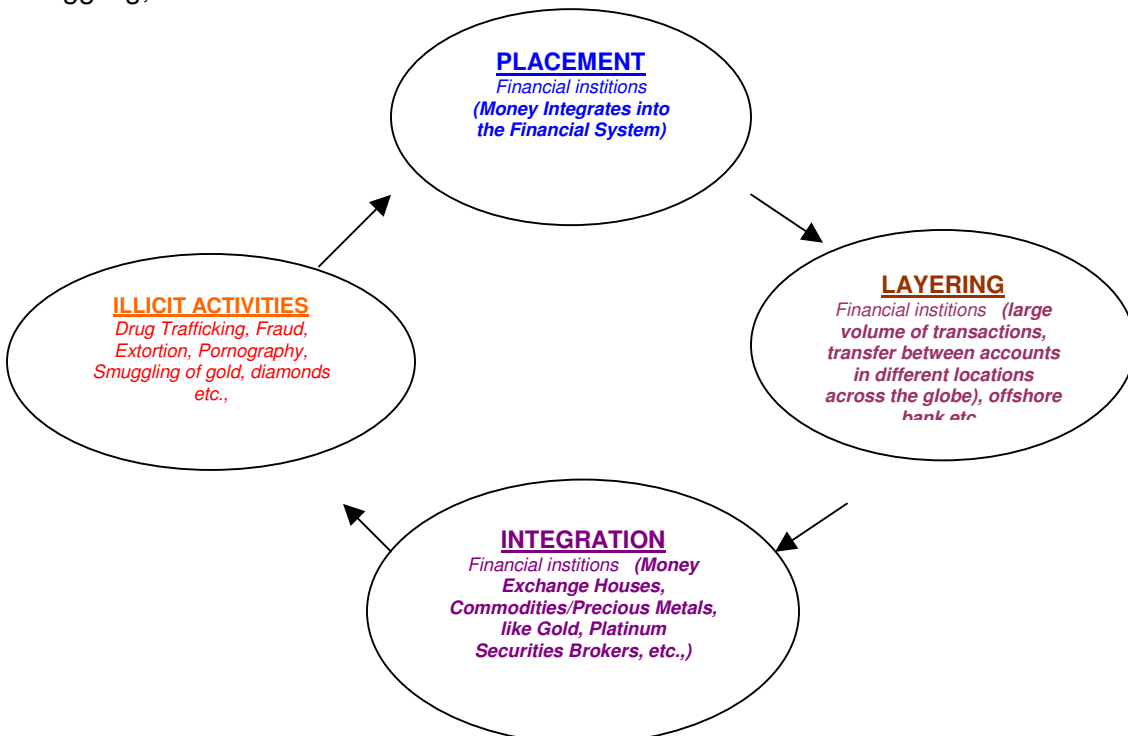 PLACEMENT
Financial institions
(Money Integrates into
the Financial System)
LAYERING
Financial institions (large
volume of transactions,
transfer between accounts
in different locations
across the globe), offshore
bank etc
ILLICIT ACTIVITIES
Drug Trafficking, Fraud,
Extortion, Pornography,
Smuggling of gold, diamonds
etc.,
INTEGRATION
Financial institions (Money
Exchange Houses,
Commodities/Precious Metals,
like Gold, Platinum
Securities Brokers, etc.,)